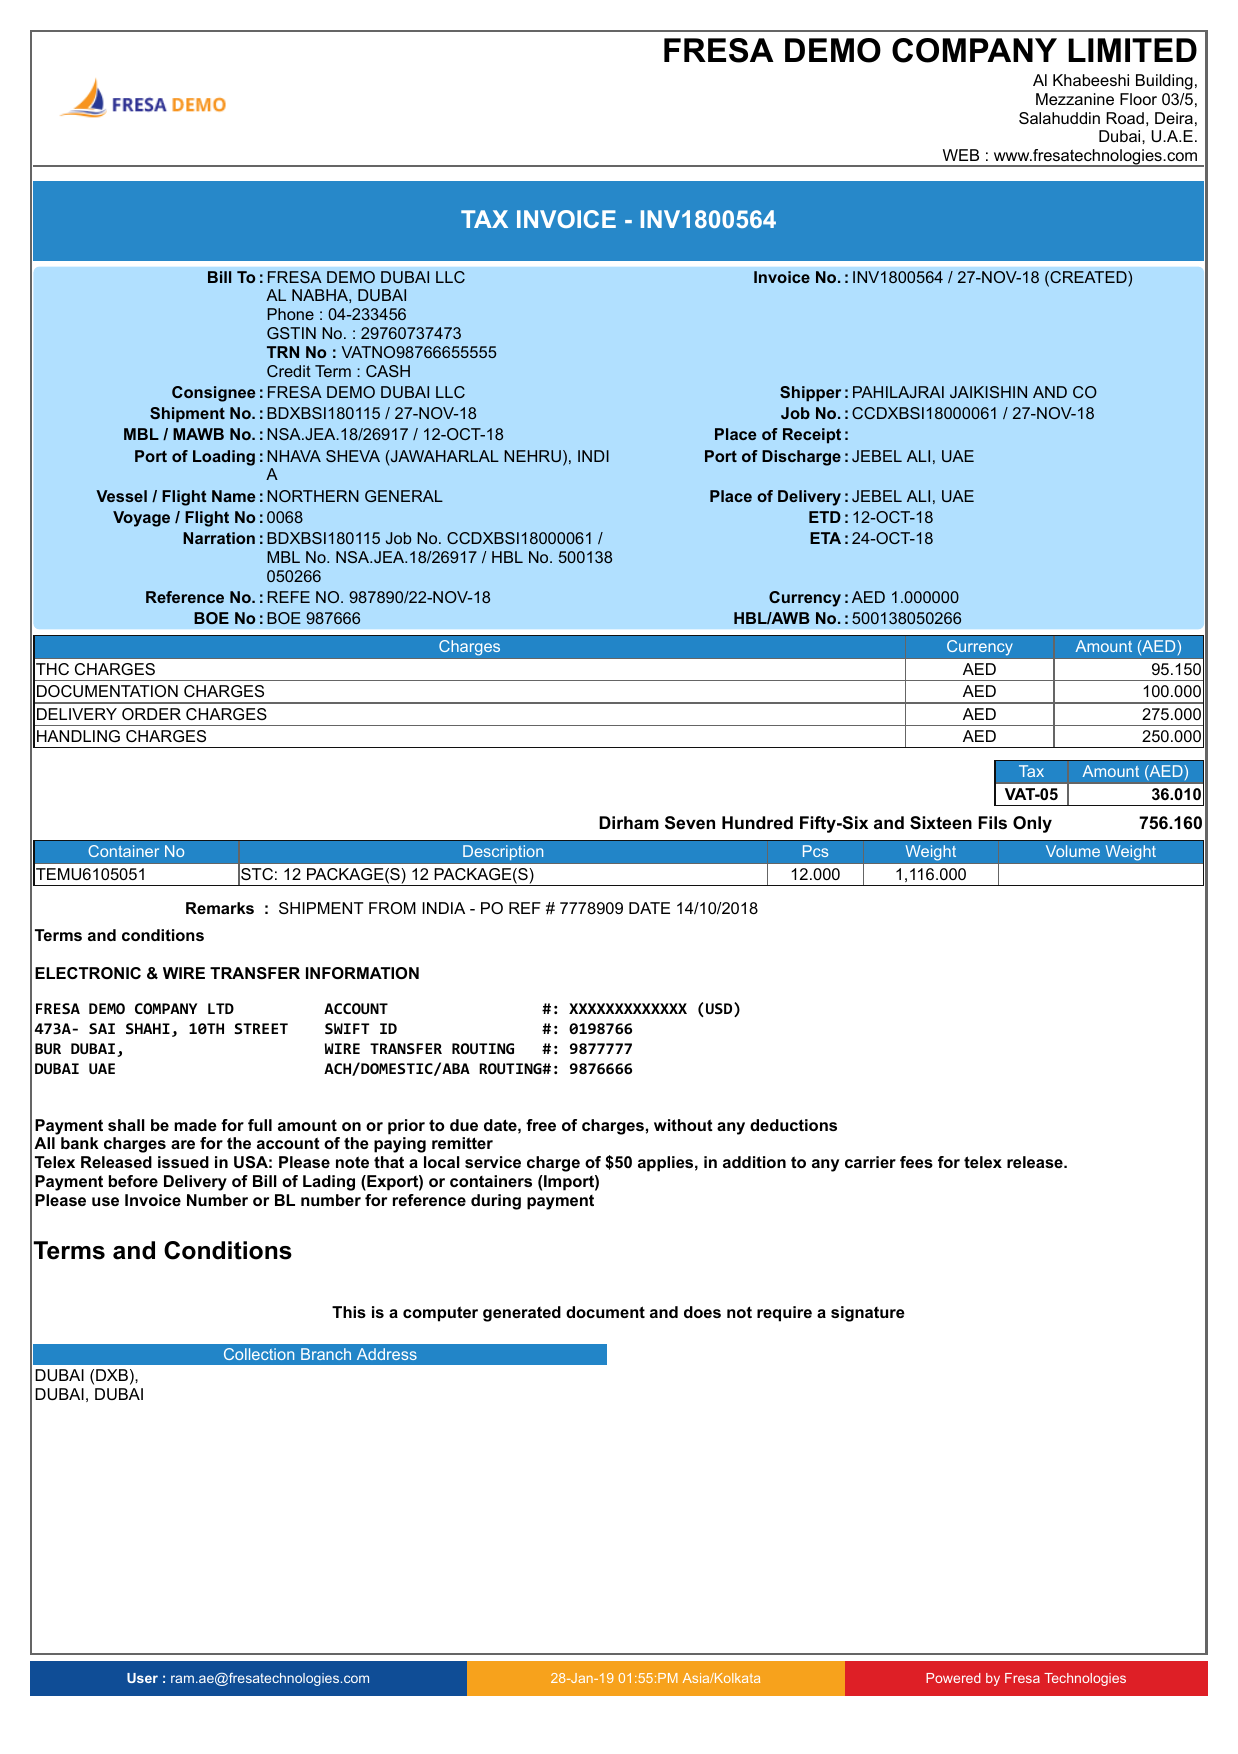 FRESA DEMO
FRESA DEMO COMPANY LIMITED
Al Khabeeshi Building,
Mezzanine Floor 03/5,
Salahuddin Road, Deira,
Dubai, U.A.E.
WEB : www.fresatechnologies.com
TAX INVOICE - INV1800564
Bill To : FRESA DEMO DUBAI LLC Invoice No. : INV1800564 / 27-NOV-18 (CREATED)
AL NABHA, DUBAI
Phone : 04-233456
GSTIN No. : 29760737473
TRN No : VATNO98766655555
Credit Term : CASH
Consignee : FRESA DEMO DUBAI LLC Shipper : PAHILAJRAI JAIKISHIN AND CO
Shipment No. : BDXBSI180115 / 27-NOV-18 Job No. : CCDXBSI18000061 / 27-NOV-18
MBL / MAWB No. : NSA.JEA.18/26917 / 12-OCT-18 Place of Receipt :
Port of Loading : NHAVA SHEVA (JAWAHARLAL NEHRU), INDI Port of Discharge : JEBEL ALI, UAE
A
Vessel / Flight Name : NORTHERN GENERAL Place of Delivery : JEBEL ALI, UAE
Voyage / Flight No : 0068 ETD : 12-OCT-18
Narration : BDXBSI180115 Job No. CCDXBSI18000061 / ETA : 24-OCT-18
MBL No. NSA.JEA.18/26917 / HBL No. 500138
050266
Reference No. : REFE NO. 987890/22-NOV-18 Currency : AED 1.000000
BOE No : BOE 987666 HBL/AWB No. : 500138050266
Charges Currency Amount (AED)
THC CHARGES AED 95.150
DOCUMENTATION CHARGES AED 100.000
DELIVERY ORDER CHARGES AED 275.000
HANDLING CHARGES AED 250.000
Tax Amount (AED)
VAT-05 36.010
Dirham Seven Hundred Fifty-Six and Sixteen Fils Only 756.160
Container No Description Pcs Weight Volume Weight
TEMU6105051 STC: 12 PACKAGE(S) 12 PACKAGE(S) 12.000 1,116.000
Remarks : SHIPMENT FROM INDIA - PO REF # 7778909 DATE 14/10/2018
Terms and conditions
ELECTRONIC & WIRE TRANSFER INFORMATION
FRESA DEMO COMPANY LTD ACCOUNT #: XXXXXXXXXXXXX (USD)
473A- SAI SHAHI, 10TH STREET SWIFT ID #: 0198766
BUR DUBAI, WIRE TRANSFER ROUTING #: 9877777
DUBAI UAE ACH/DOMESTIC/ABA ROUTING#: 9876666
Payment shall be made for full amount on or prior to due date, free of charges, without any deductions
All bank charges are for the account of the paying remitter
Telex Released issued in USA: Please note that a local service charge of $50 applies, in addition to any carrier fees for telex release.
Payment before Delivery of Bill of Lading (Export) or containers (Import)
Please use Invoice Number or BL number for reference during payment
Terms and Conditions
This is a computer generated document and does not require a signature
Collection Branch Address
DUBAI (DXB),
DUBAI, DUBAI
User : ram.ae@fresatechnologies.com 28-Jan-19 01:55:PM Asia/Kolkata Powered by Fresa Technologies